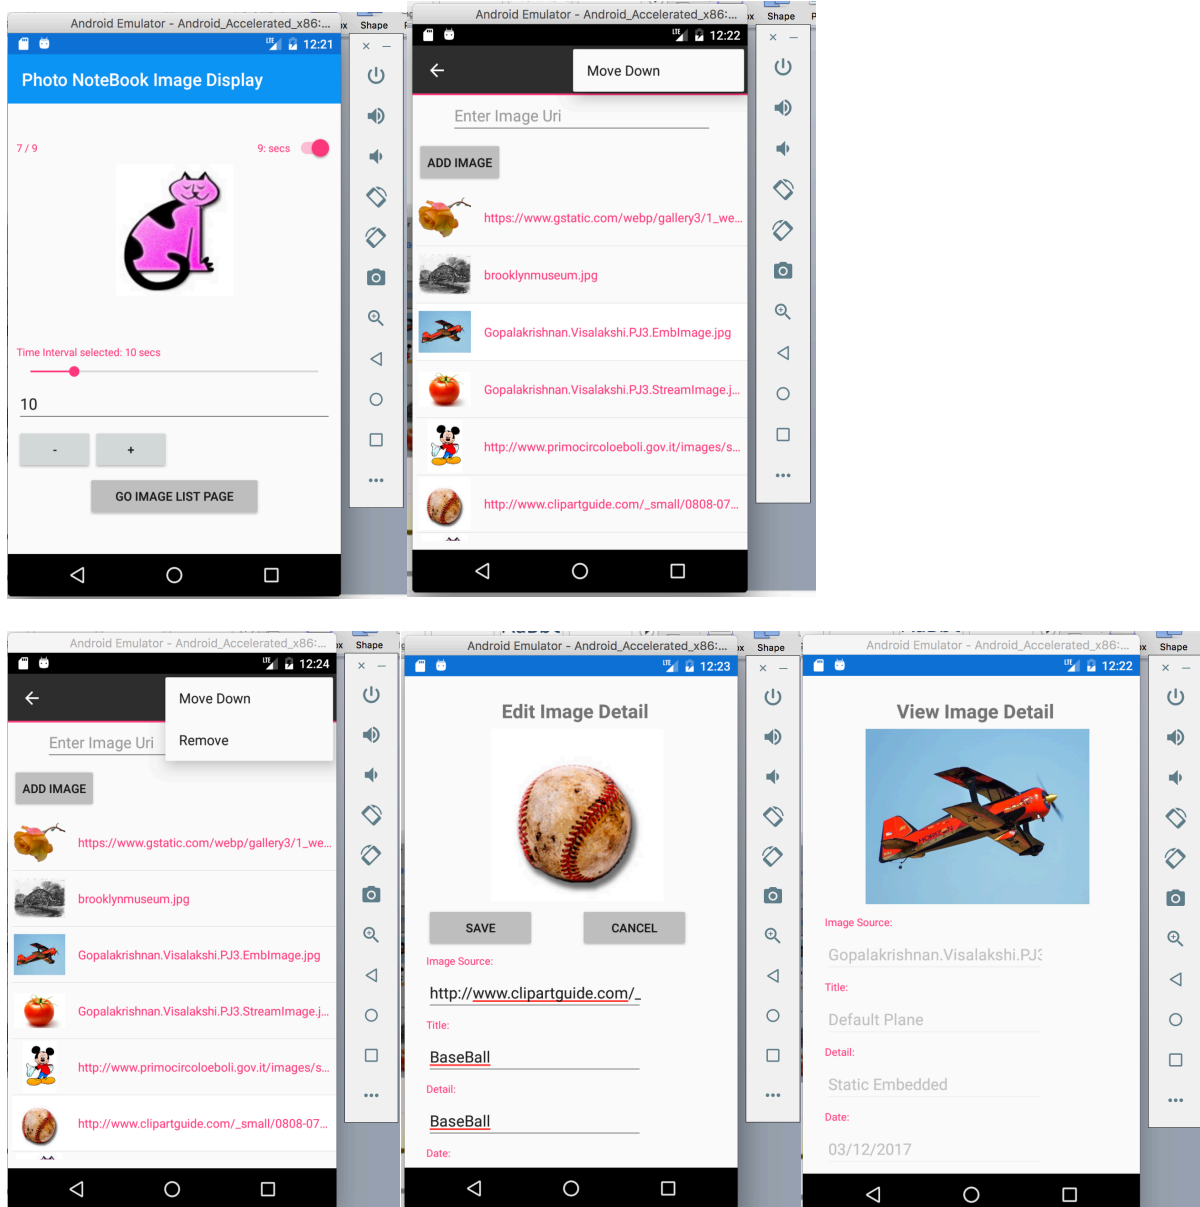 Android Emulator - Android_Accelerated_x86:...
Shape
12:21
Photo NoteBook Image Display
7 / 9
9: secs
Time Interval selected: 10 secs
10
-
+
GO IMAGE LIST PAGE
Android Emulator - Android_Accelerated_x86:...
Shape
12:22
Move Down
Enter Image Uri
ADD IMAGE
https://www.gstatic.com/webp/gallery3/1_we...
brooklynmuseum.jpg
Gopalakrishnan.Visalakshi.PJ3.EmbImage.jpg
Gopalakrishnan.Visalakshi.PJ3.StreamImage.j...
http://www.primocircoloeboli.gov.it/images/s...
http://www.clipartguide.com/_small/0808-07...
Android Emulator - Android_Accelerated_x86:...
Shape
LTE 12:24
Move Down
Remove
Enter Image Uri
ADD IMAGE
https://www.gstatic.com/webp/gallery3/1_we...
brooklynmuseum.jpg
Gopalakrishnan.Visalakshi.PJ3.EmbImage.jpg
Gopalakrishnan.Visalakshi.PJ3.StreamImage.j...
http://www.primocircoloeboli.gov.it/images/s...
http://www.clipartguide.com/_small/0808-07...
Android Emulator - Android_Accelerated_x86:...
Shape
LTE 12:23
Edit Image Detail
SAVE
CANCEL
Image Source:
http://www.clipartguide.com/_
Title:
BaseBall
Detail:
BaseBall
Date:
Android Emulator - Android_Accelerated_x86:...
Shape
LTE 12:22
View Image Detail
Image Source:
Gopalakrishnan.Visalakshi.PJ3
Title:
Default Plane
Detail:
Static Embedded
Date:
03/12/2017